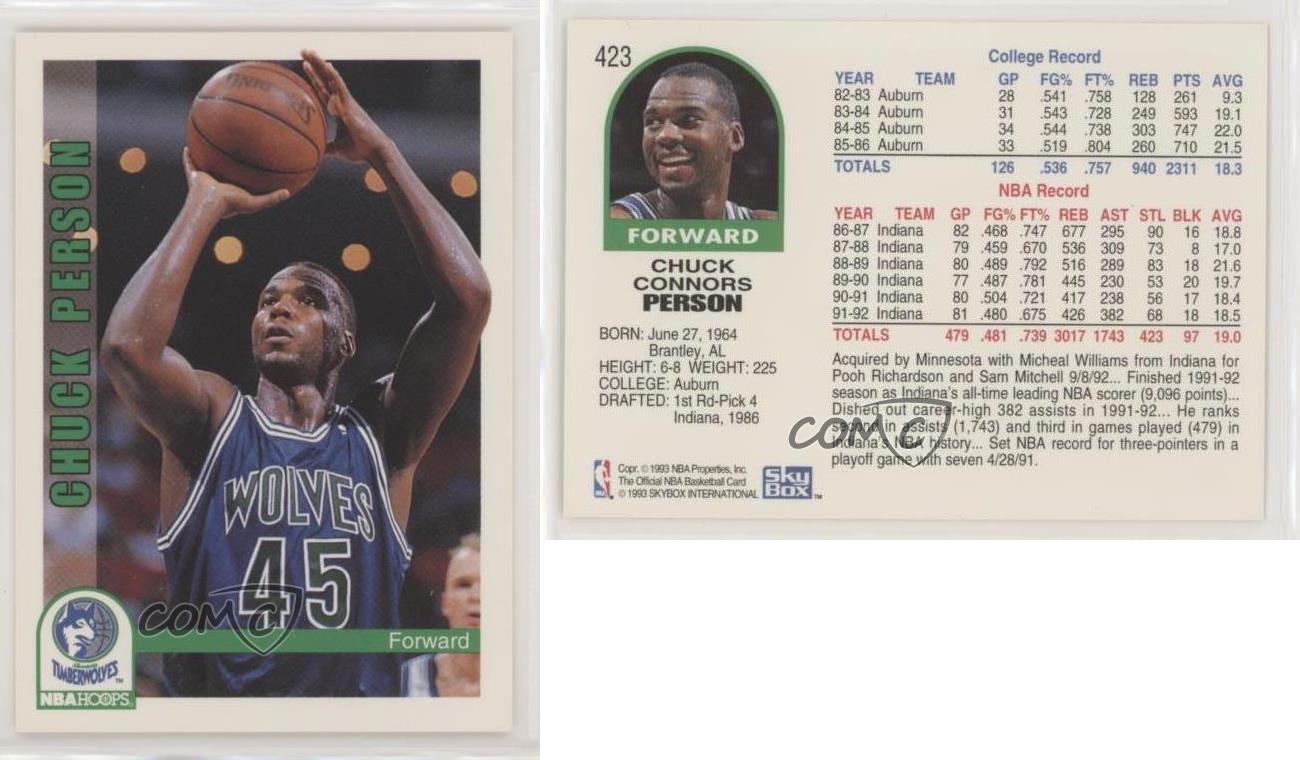 CHUCK PERSON
WOLVES
45
COMC
Forward
TIMBERWOLVES
NBA HOOPS
423
FORWARD
CHUCK
CONNORS
PERSON
BORN: June 27, 1964
Brantley, AL
HEIGHT: 6-8 WEIGHT: 225
COLLEGE: Auburn
DRAFTED: 1st Rd-Pick 4
Indiana, 1986
Copr. © 1993 NBA Properties, Inc.
The Official NBA Basketball Card
© 1993 SKYBOX INTERNATIONAL
Sky
Box ™
College Record
YEAR TEAM GP FG% FT% REB PTS AVG
82-83 Auburn 28 .541 .758 128 261 9.3
83-84 Auburn 31 .543 .728 249 593 19.1
84-85 Auburn 34 .544 .738 303 747 22.0
85-86 Auburn 33 .519 .804 260 710 21.5
TOTALS 126 .536 .757 940 2311 18.3
NBA Record
YEAR TEAM GP FG% FT% REB AST STL BLK AVG
86-87 Indiana 82 .468 .747 677 295 90 16 18.8
87-88 Indiana 79 .459 .670 536 309 73 8 17.0
88-89 Indiana 80 .489 .792 516 289 83 18 21.6
89-90 Indiana 77 .487 .781 445 230 53 20 19.7
90-91 Indiana 80 .504 .721 417 238 56 17 18.4
91-92 Indiana 81 .480 .675 426 382 68 18 18.5
TOTALS 479 .481 .739 3017 1743 423 97 19.0
Acquired by Minnesota with Micheal Williams from Indiana for
Pooh Richardson and Sam Mitchell 9/8/92... Finished 1991-92
season as Indiana's all-time leading NBA scorer (9,096 points)...
Dished out career-high 382 assists in 1991-92... He ranks
second in assists (1,743) and third in games played (479) in
Indiana's NBA history... Set NBA record for three-pointers in a
playoff game with seven 4/28/91.
COMC